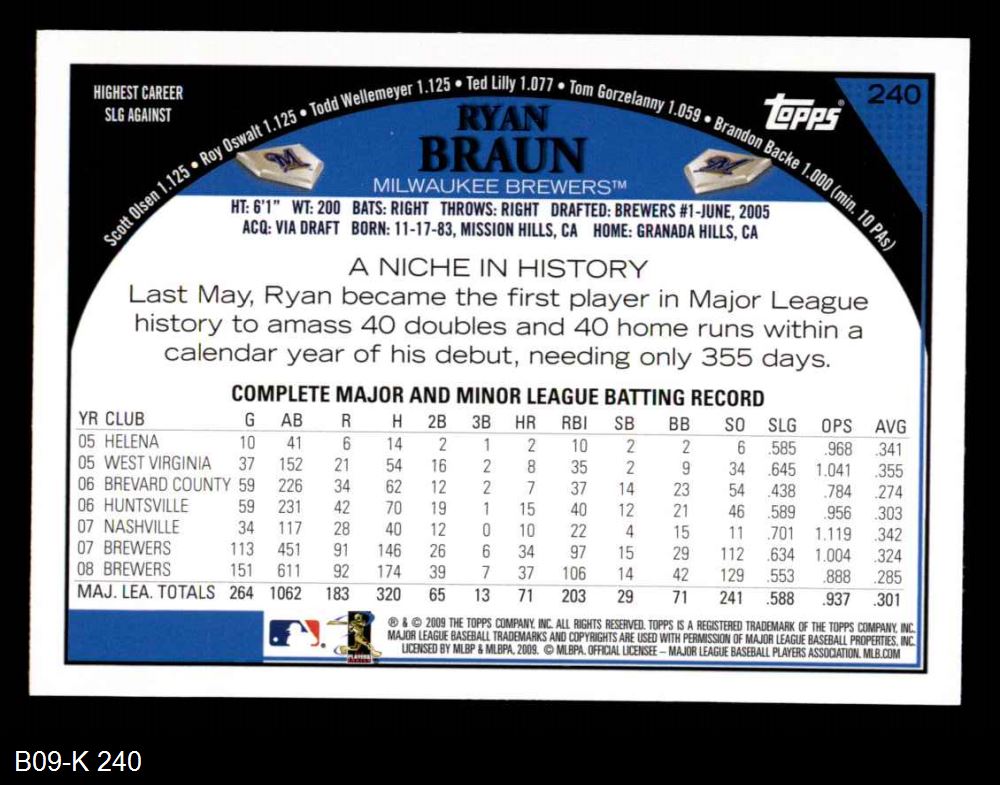 HIGHEST CAREER
SLG AGAINST
Scott Olsen 1.125 • Roy Oswalt 1.125 • Todd Wellemeyer 1.125 • Ted Lilly 1.077 • Tom Gorzelanny 1.059 • Brandon Backe 1.000 (min. 10 PAs)
topps®
240
RYAN
BRAUN
MILWAUKEE BREWERS™
HT: 6'1" WT: 200 BATS: RIGHT THROWS: RIGHT DRAFTED: BREWERS #1-JUNE, 2005
ACQ: VIA DRAFT BORN: 11-17-83, MISSION HILLS, CA HOME: GRANADA HILLS, CA
A NICHE IN HISTORY
Last May, Ryan became the first player in Major League
history to amass 40 doubles and 40 home runs within a
calendar year of his debut, needing only 355 days.
COMPLETE MAJOR AND MINOR LEAGUE BATTING RECORD
YR CLUB G AB R H 2B 3B HR RBI SB BB SO SLG OPS AVG
05 HELENA 10 41 6 14 2 1 2 10 2 2 6 .585 .968 .341
05 WEST VIRGINIA 37 152 21 54 16 2 8 35 2 9 34 .645 1.041 .355
06 BREVARD COUNTY 59 226 34 62 12 2 7 37 14 23 54 .438 .784 .274
06 HUNTSVILLE 59 231 42 70 19 1 15 40 12 21 46 .589 .956 .303
07 NASHVILLE 34 117 28 40 12 0 10 22 4 15 11 .701 1.119 .342
07 BREWERS 113 451 91 146 26 6 34 97 15 29 112 .634 1.004 .324
08 BREWERS 151 611 92 174 39 7 37 106 14 42 129 .553 .888 .285
MAJ. LEA. TOTALS 264 1062 183 320 65 13 71 203 29 71 241 .588 .937 .301
® & © 2009 THE TOPPS COMPANY, INC. ALL RIGHTS RESERVED. TOPPS IS A REGISTERED TRADEMARK OF THE TOPPS COMPANY, INC.
MAJOR LEAGUE BASEBALL TRADEMARKS AND COPYRIGHTS ARE USED WITH PERMISSION OF MAJOR LEAGUE BASEBALL PROPERTIES, INC.
LICENSED BY MLBP & MLBPA, 2009. © MLBPA. OFFICIAL LICENSEE – MAJOR LEAGUE BASEBALL PLAYERS ASSOCIATION. MLB.COM
B09-K 240